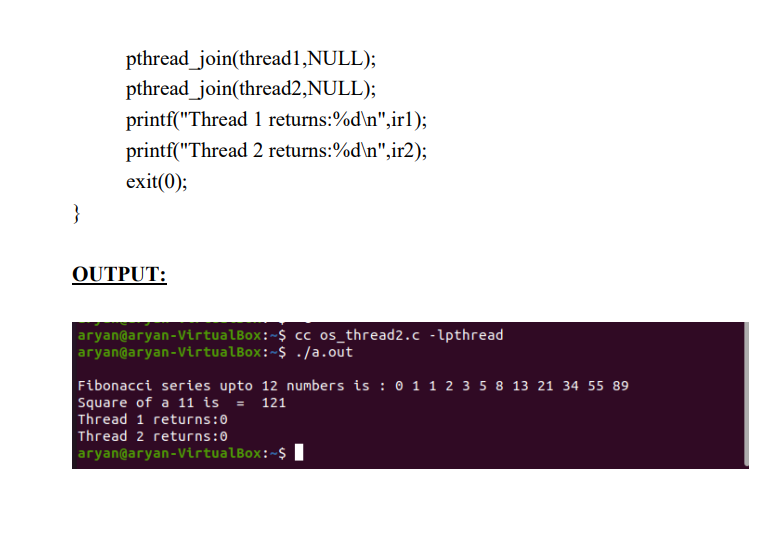 pthread_join(thread1,NULL);
pthread_join(thread2,NULL);
printf("Thread 1 returns:%d\n",ir1);
printf("Thread 2 returns:%d\n",ir2);
exit(0);
}
OUTPUT:
aryan@aryan-VirtualBox:~$ cc os_thread2.c -lpthread
aryan@aryan-VirtualBox:~$ ./a.out
Fibonacci series upto 12 numbers is : 0 1 1 2 3 5 8 13 21 34 55 89
Square of a 11 is  =  121
Thread 1 returns:0
Thread 2 returns:0
aryan@aryan-VirtualBox:~$